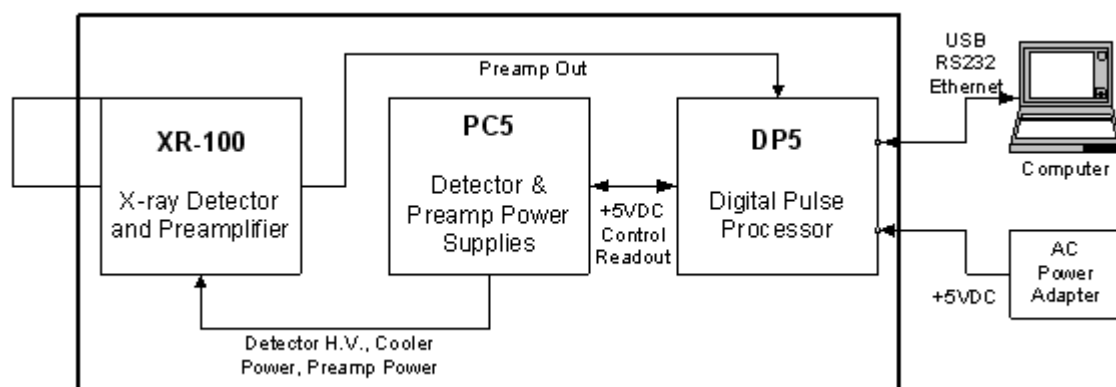 Preamp Out
XR-100
X-ray Detector
and Preamplifier
PC5
Detector &
Preamp Power
Supplies
+5VDC
Control
Readout
DP5
Digital Pulse
Processor
USB
RS232
Ethernet
Computer
AC
Power
Adapter
+5VDC
Detector H.V., Cooler
Power, Preamp Power